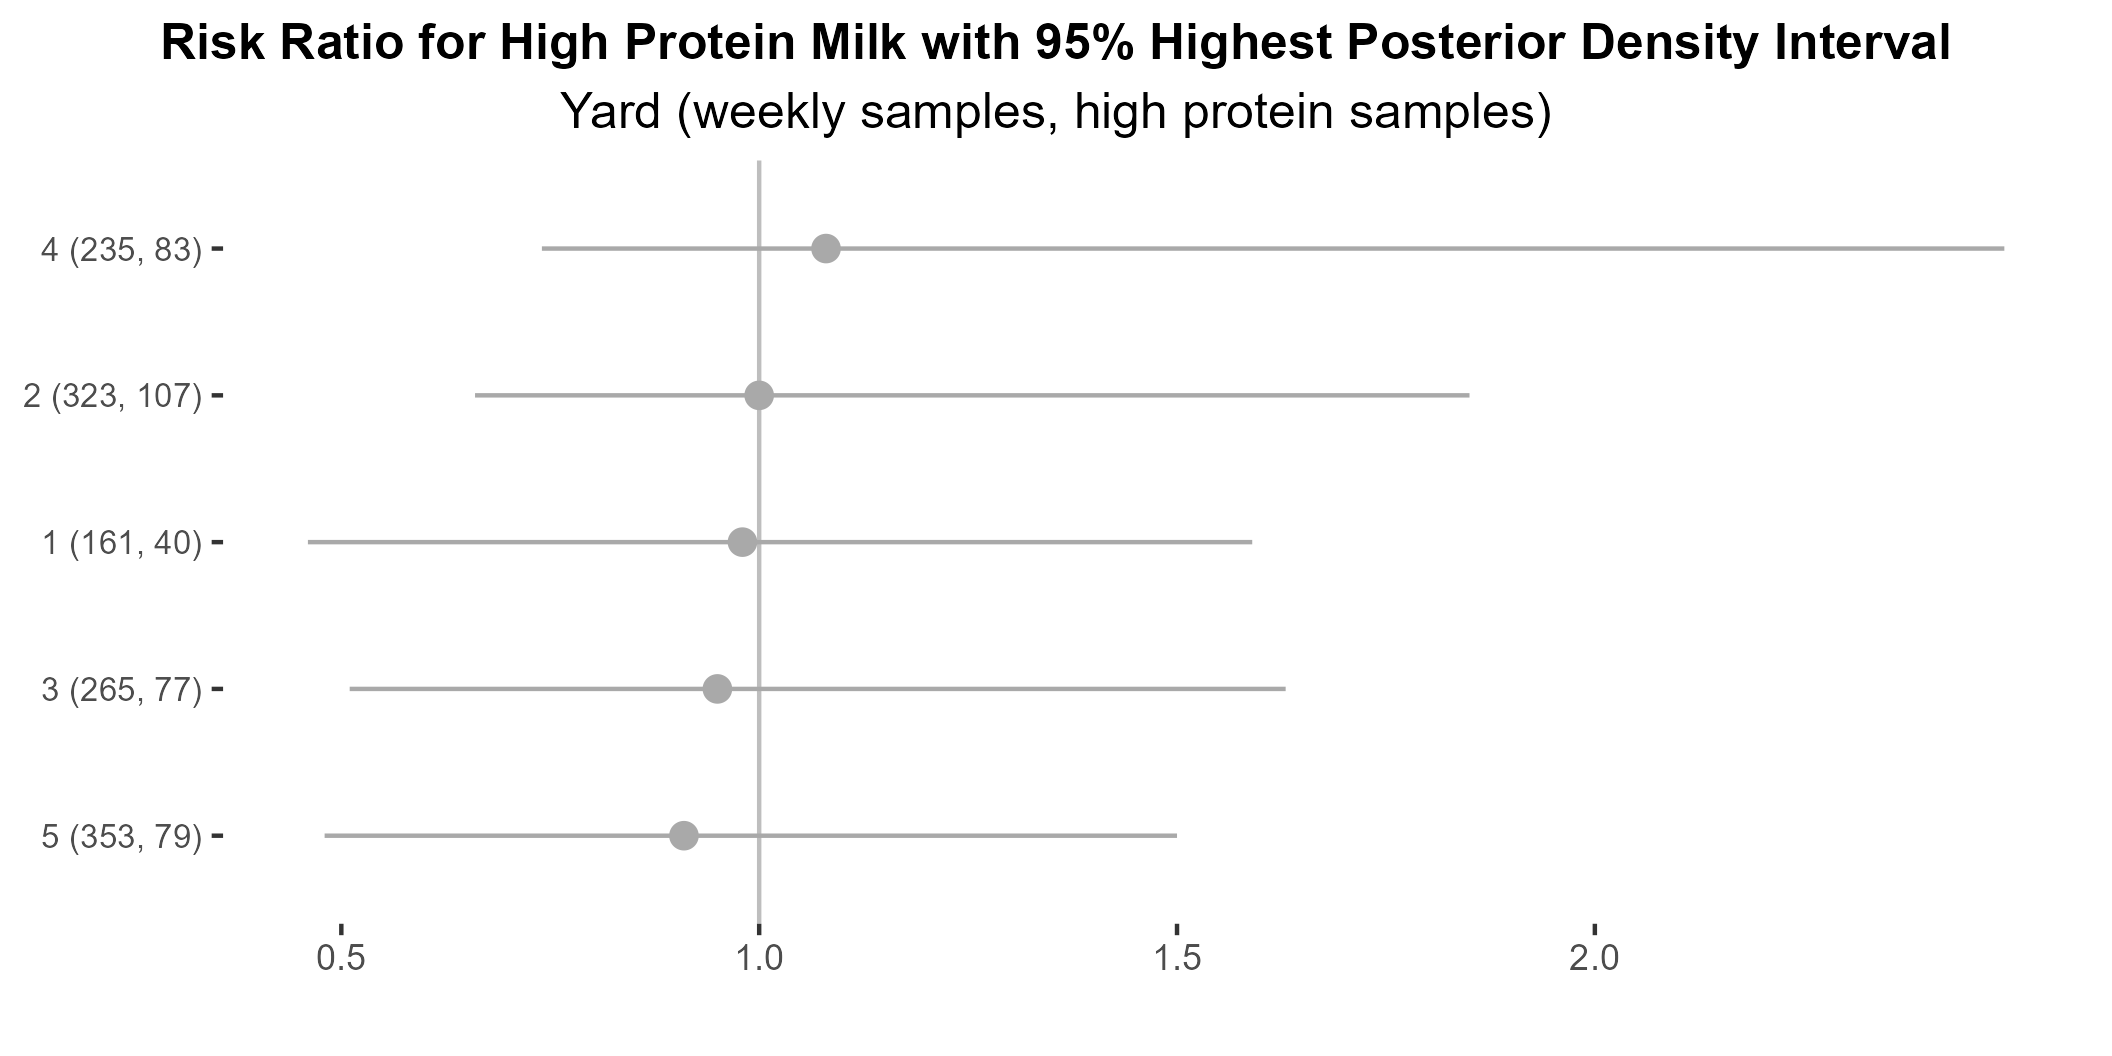 Risk Ratio for High Protein Milk with 95% Highest Posterior Density Interval
Yard (weekly samples, high protein samples)
4 (235, 83)
2 (323, 107)
1 (161, 40)
3 (265, 77)
5 (353, 79)
0.5 1.0 1.5 2.0